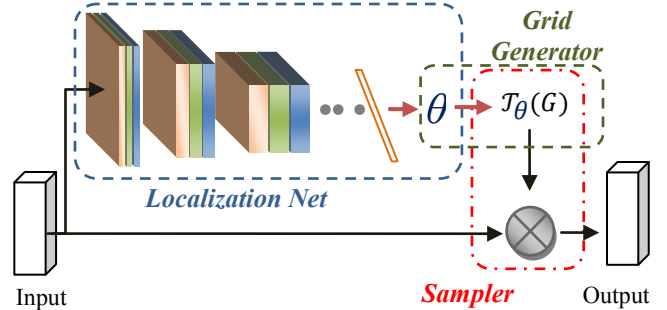 Grid
Generator
θ
𝒯θ(G)
Localization Net
Input
Sampler
Output